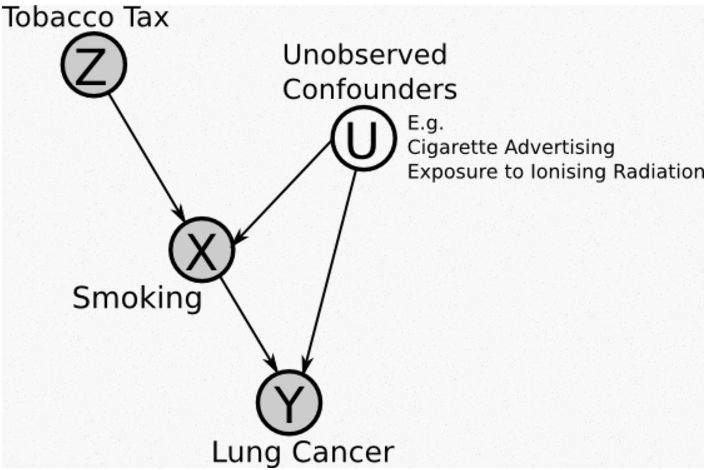 Tobacco Tax
Z
Unobserved
Confounders
U
E.g.
Cigarette Advertising
Exposure to Ionising Radiation
X
Smoking
Y
Lung Cancer